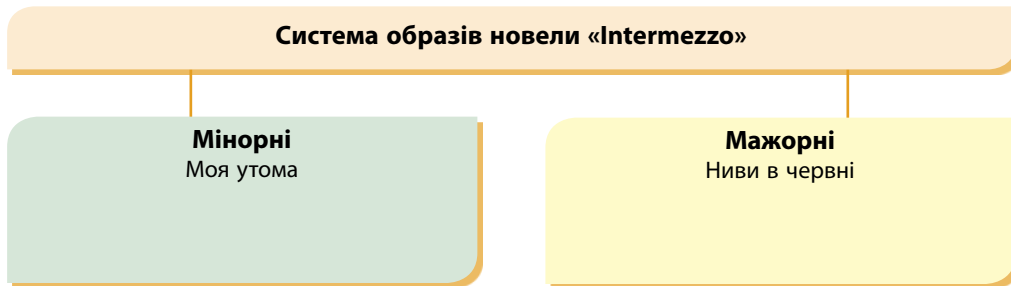 Система образів новели «Intermezzo»
Мінорні
Моя утома
Мажорні
Ниви в червні